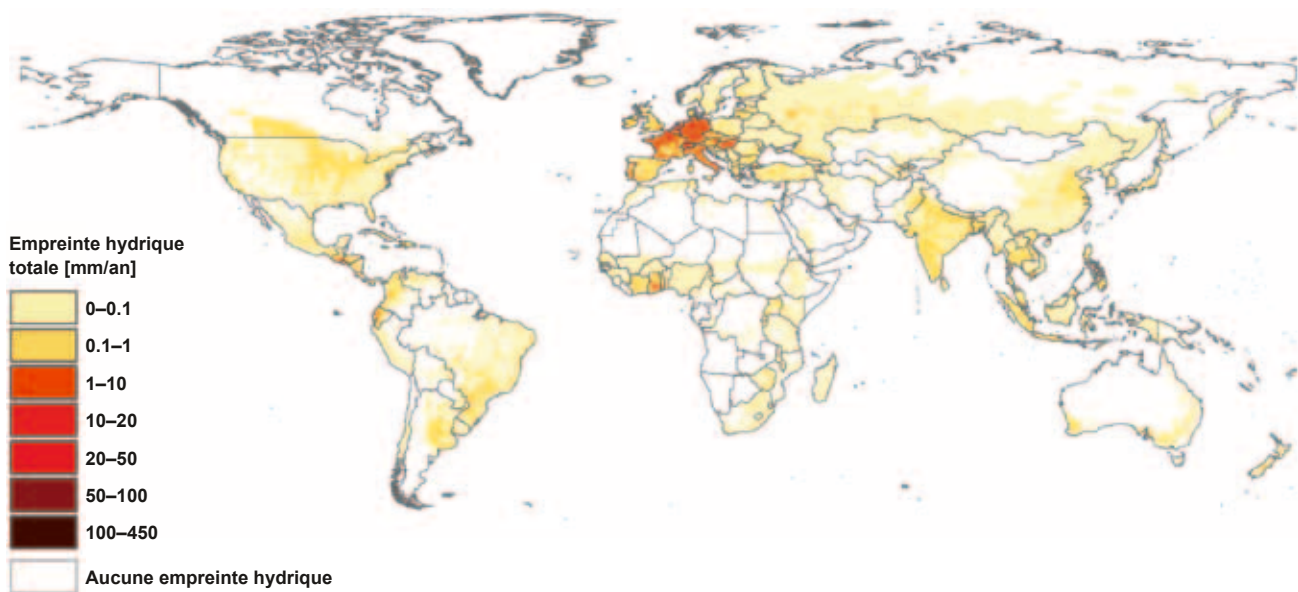 Empreinte hydrique
totale [mm/an]
0–0.1
0.1–1
1–10
10–20
20–50
50–100
100–450
Aucune empreinte hydrique